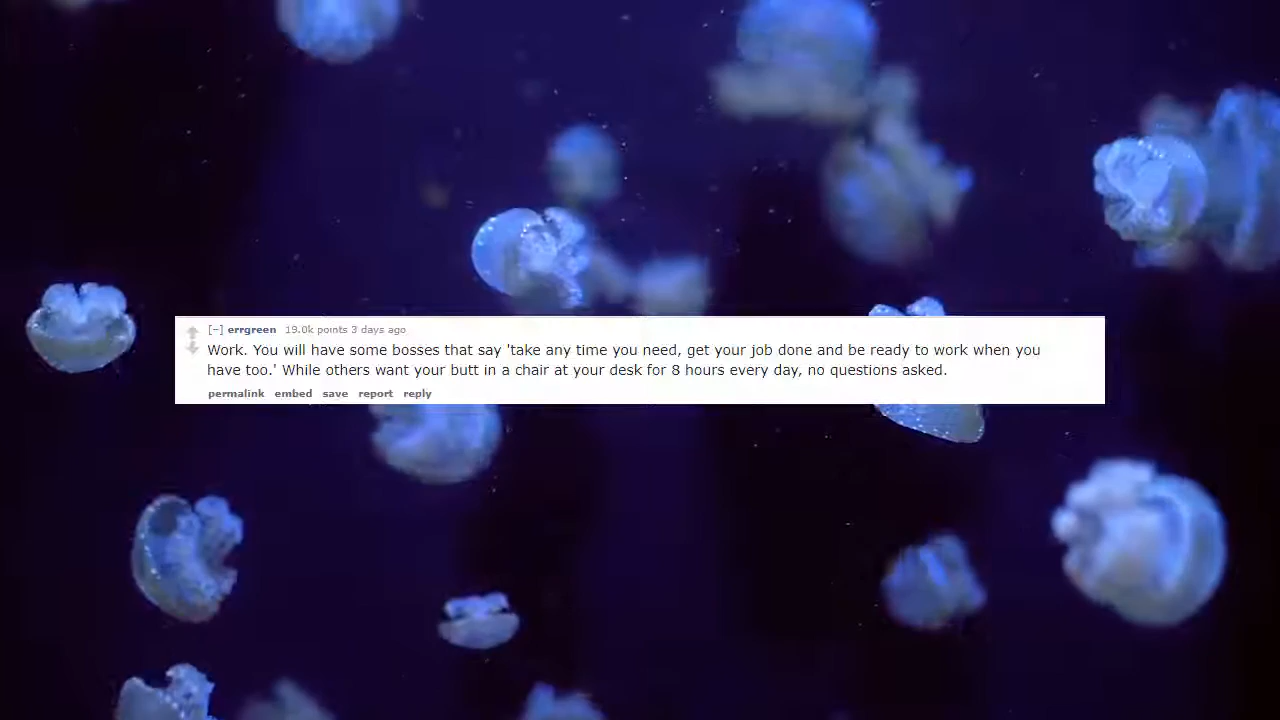 [–] errgreen 19.0k points 3 days ago
Work. You will have some bosses that say 'take any time you need, get your job done and be ready to work when you
have too.' While others want your butt in a chair at your desk for 8 hours every day, no questions asked.
permalink embed save report reply